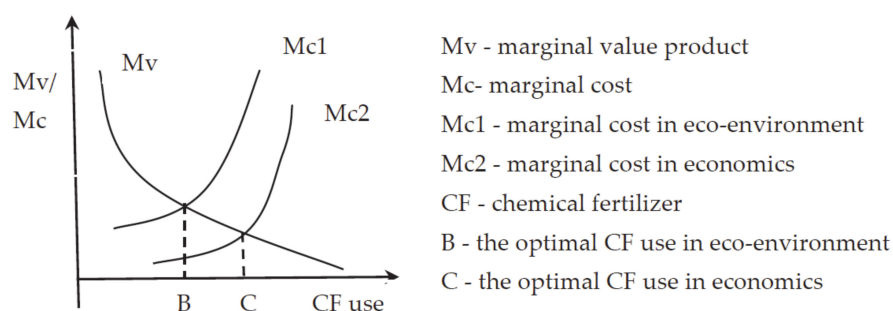 Mv/
Mc
Mv
Mc1
Mc2
B
C
CF use
Mv - marginal value product
Mc- marginal cost
Mc1 - marginal cost in eco-environment
Mc2 - marginal cost in economics
CF - chemical fertilizer
B - the optimal CF use in eco-environment
C - the optimal CF use in economics